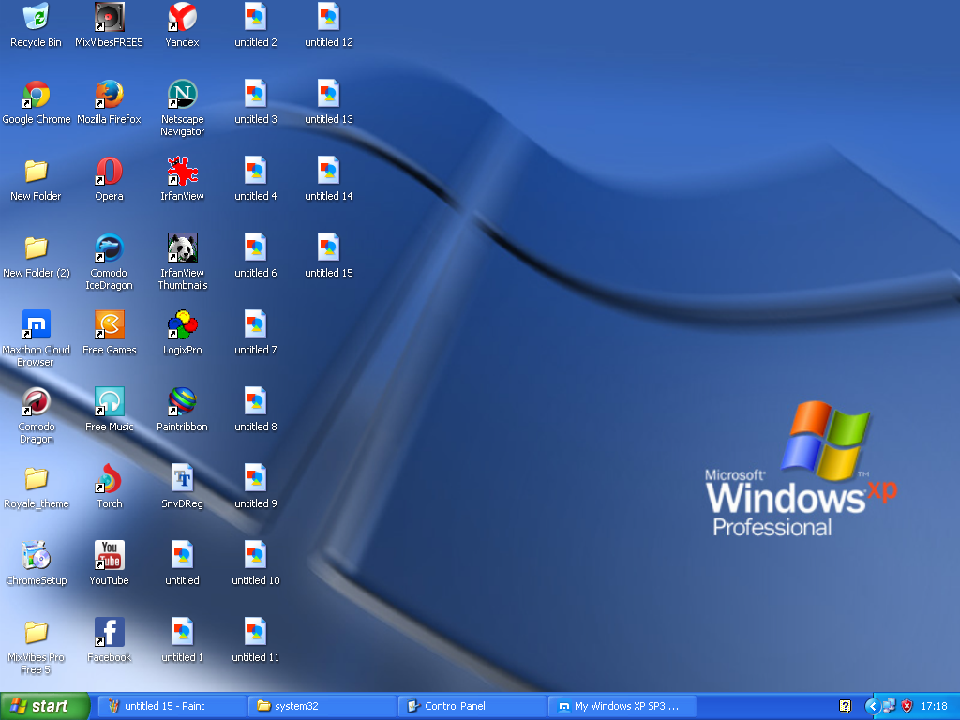 Recycle Bin
MixVibesFREE5
Yandex
untitled 2
untitled 12
Google Chrome
Mozilla Firefox
Netscape
Navigator
untitled 3
untitled 13
New Folder
Opera
IrfanView
untitled 4
untitled 14
New Folder (2)
Comodo
IceDragon
IrfanView
Thumbnails
untitled 6
untitled 15
Maxthon Cloud
Browser
Free Games
LogixPro
untitled 7
Comodo
Dragon
Free Music
Paintribbon
untitled 8
Royale_theme
Torch
SrvDReg
untitled 9
ChromeSetup
You
Tube
YouTube
untitled
untitled 10
MixVibes Pro
Free 5
Facebook
untitled 1
untitled 11
Microsoft
Windows xp
TM
Professional
start
untitled 15 - Paint
system32
Control Panel
My Windows XP SP3 ...
17:18